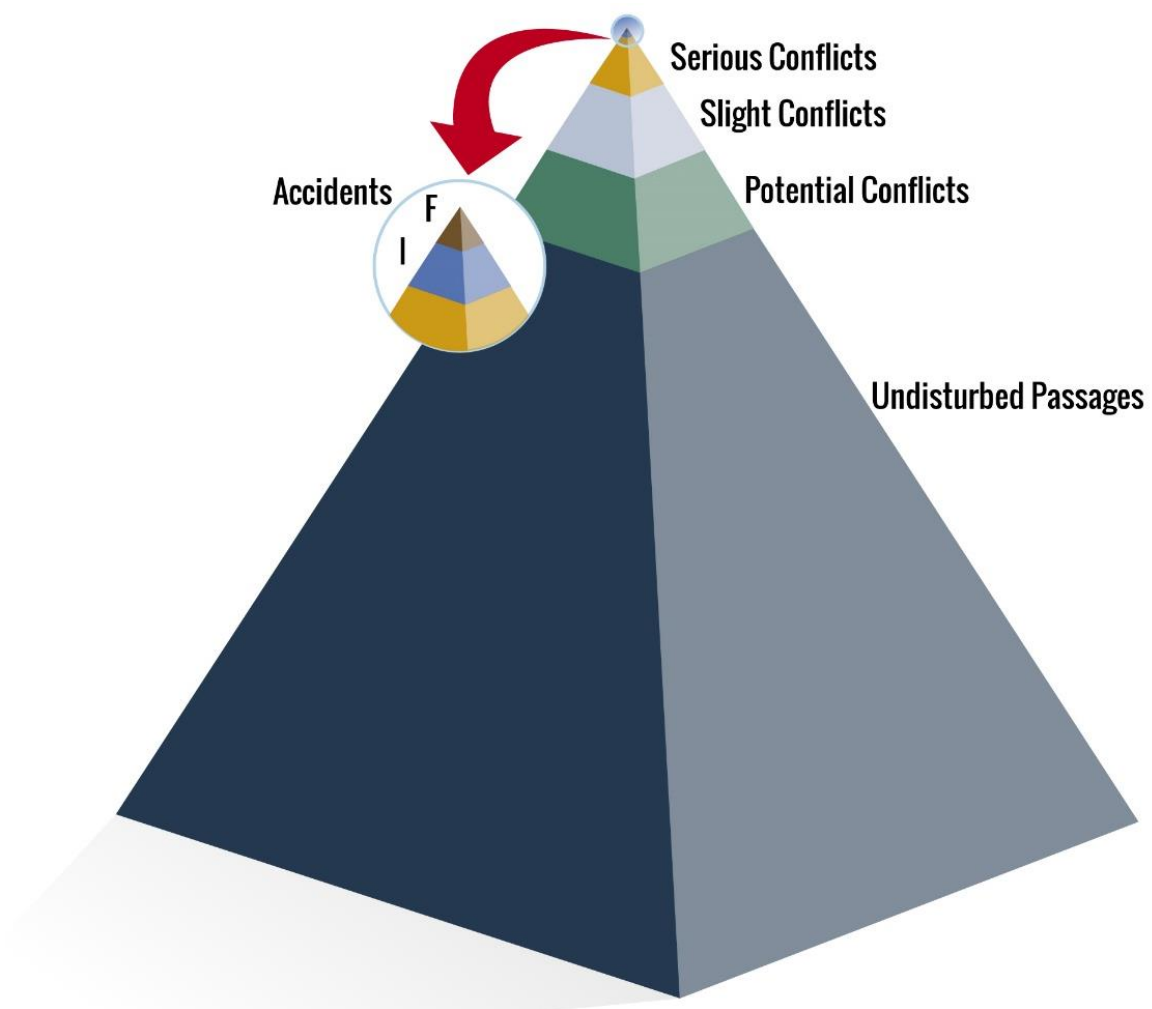 Serious Conflicts
Slight Conflicts
Potential Conflicts
Accidents
F
I
Undisturbed Passages